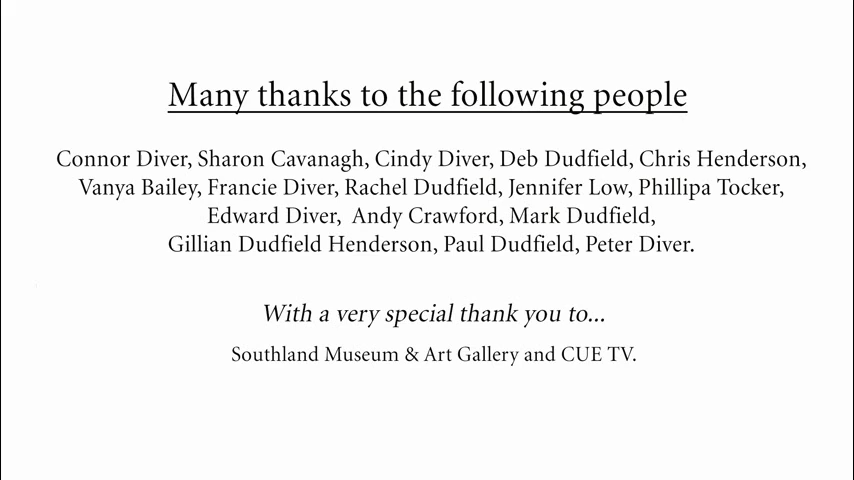 Many thanks to the following people
Connor Diver, Sharon Cavanagh, Cindy Diver, Deb Dudfield, Chris Henderson,
Vanya Bailey, Francie Diver, Rachel Dudfield, Jennifer Low, Phillipa Tocker,
Edward Diver,  Andy Crawford, Mark Dudfield,
Gillian Dudfield Henderson, Paul Dudfield, Peter Diver.
With a very special thank you to...
Southland Museum & Art Gallery and CUE TV.